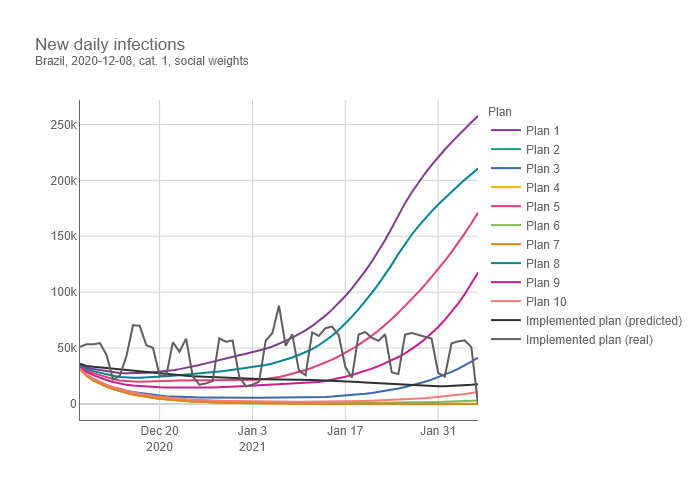 New daily infections
Brazil, 2020-12-08, cat. 1, social weights
Plan
250k
200k
150k
100k
50k
0
Dec 20
2020
Jan 3
2021
Jan 17
Jan 31
Plan 1
Plan 2
Plan 3
Plan 4
Plan 5
Plan 6
Plan 7
Plan 8
Plan 9
Plan 10
Implemented plan (predicted)
Implemented plan (real)